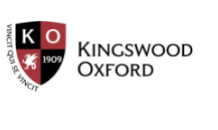 VINCIT QUI SE VINCIT
K O
1909
KINGSWOOD
OXFORD